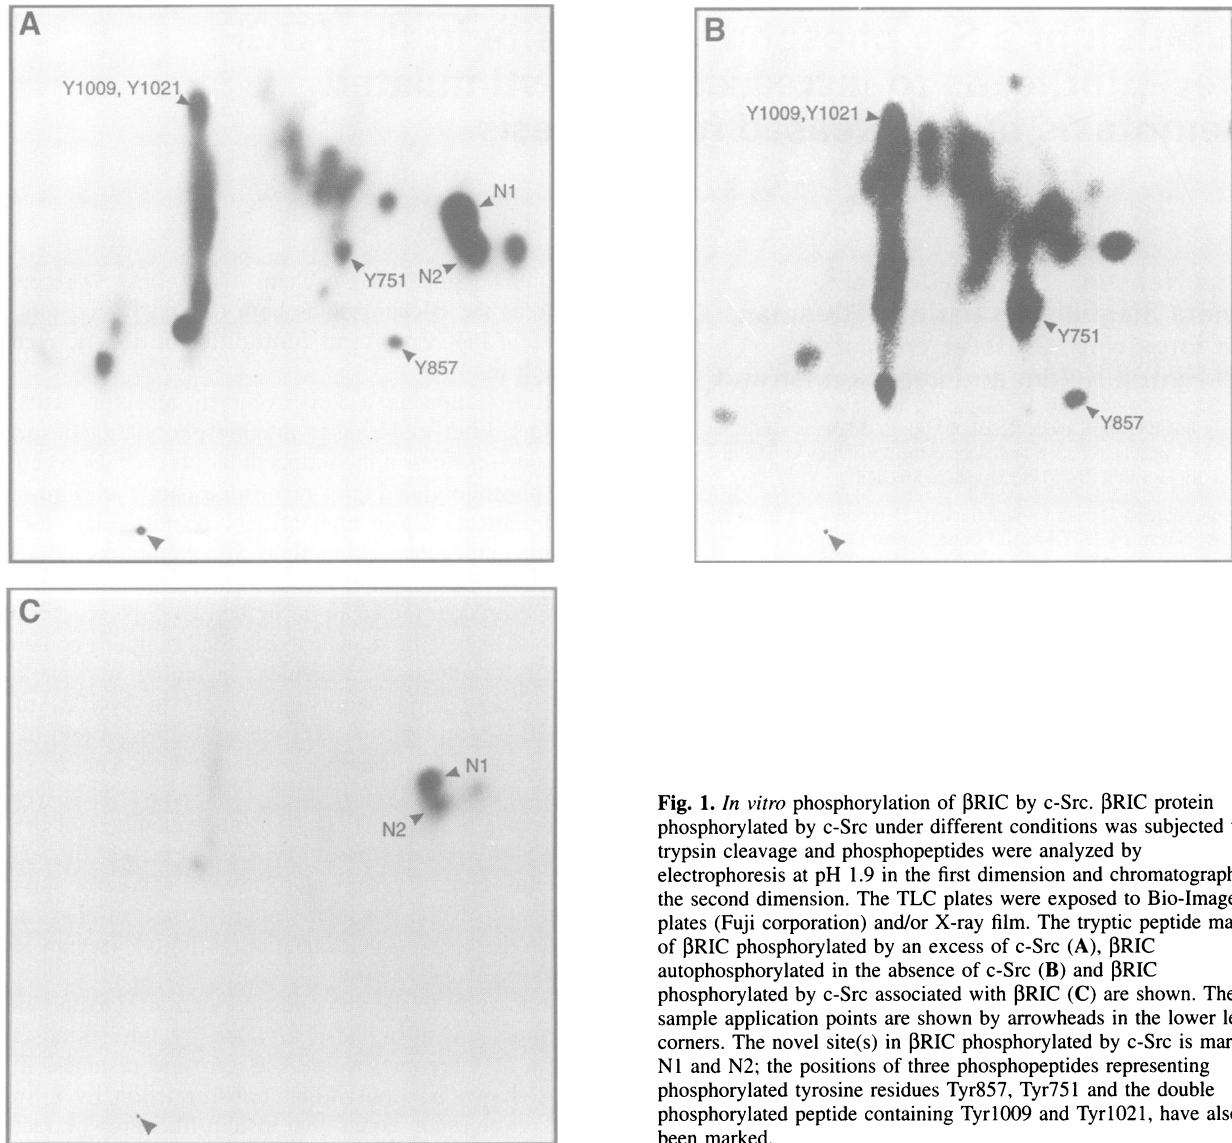 A
Y1009, Y1021
N1
Y751
N2
Y857
B
Y1009,Y1021
Y751
Y857
C
N1
N2
Fig. 1. In vitro phosphorylation of βRIC by c-Src. βRIC protein
phosphorylated by c-Src under different conditions was subjected
trypsin cleavage and phosphopeptides were analyzed by
electrophoresis at pH 1.9 in the first dimension and
the second dimension. The TLC plates were exposed to
plates (Fuji corporation) and/or X-ray film. The tryptic peptide
of βRIC phosphorylated by an excess of c-Src (A), βRIC
autophosphorylated in the absence of c-Src (B) and βRIC
phosphorylated by c-Src associated with βRIC (C) are shown. The
sample application points are shown by arrowheads in the lower
corners. The novel site(s) in βRIC phosphorylated by c-Src is
N1 and N2; the positions of three phosphopeptides representing
phosphorylated tyrosine residues Tyr857, Tyr751 and the double
phosphorylated peptide containing Tyr1009 and Tyr1021, have also
been marked.